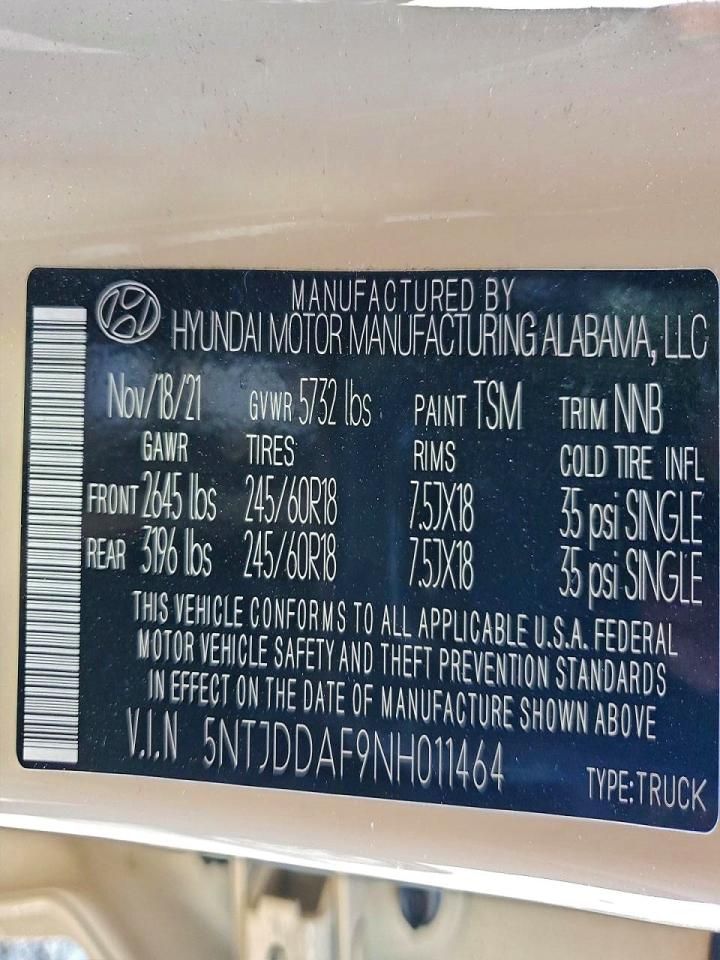 MANUFACTURED BY
HYUNDAI MOTOR MANUFACTURING ALABAMA, LLC
Nov/18/21 GVWR 5732 lbs PAINT TSM TRIM NNB
GAWR TIRES RIMS COLD TIRE INFL
FRONT 2645 lbs 245/60R18 7.5JX18 35 psi SINGLE
REAR 3196 lbs 245/60R18 7.5JX18 35 psi SINGLE
THIS VEHICLE CONFORMS TO ALL APPLICABLE U.S.A. FEDERAL
MOTOR VEHICLE SAFETY AND THEFT PREVENTION STANDARDS
IN EFFECT ON THE DATE OF MANUFACTURE SHOWN ABOVE
V.I.N 5NTJDDAF9NH011464 TYPE:TRUCK